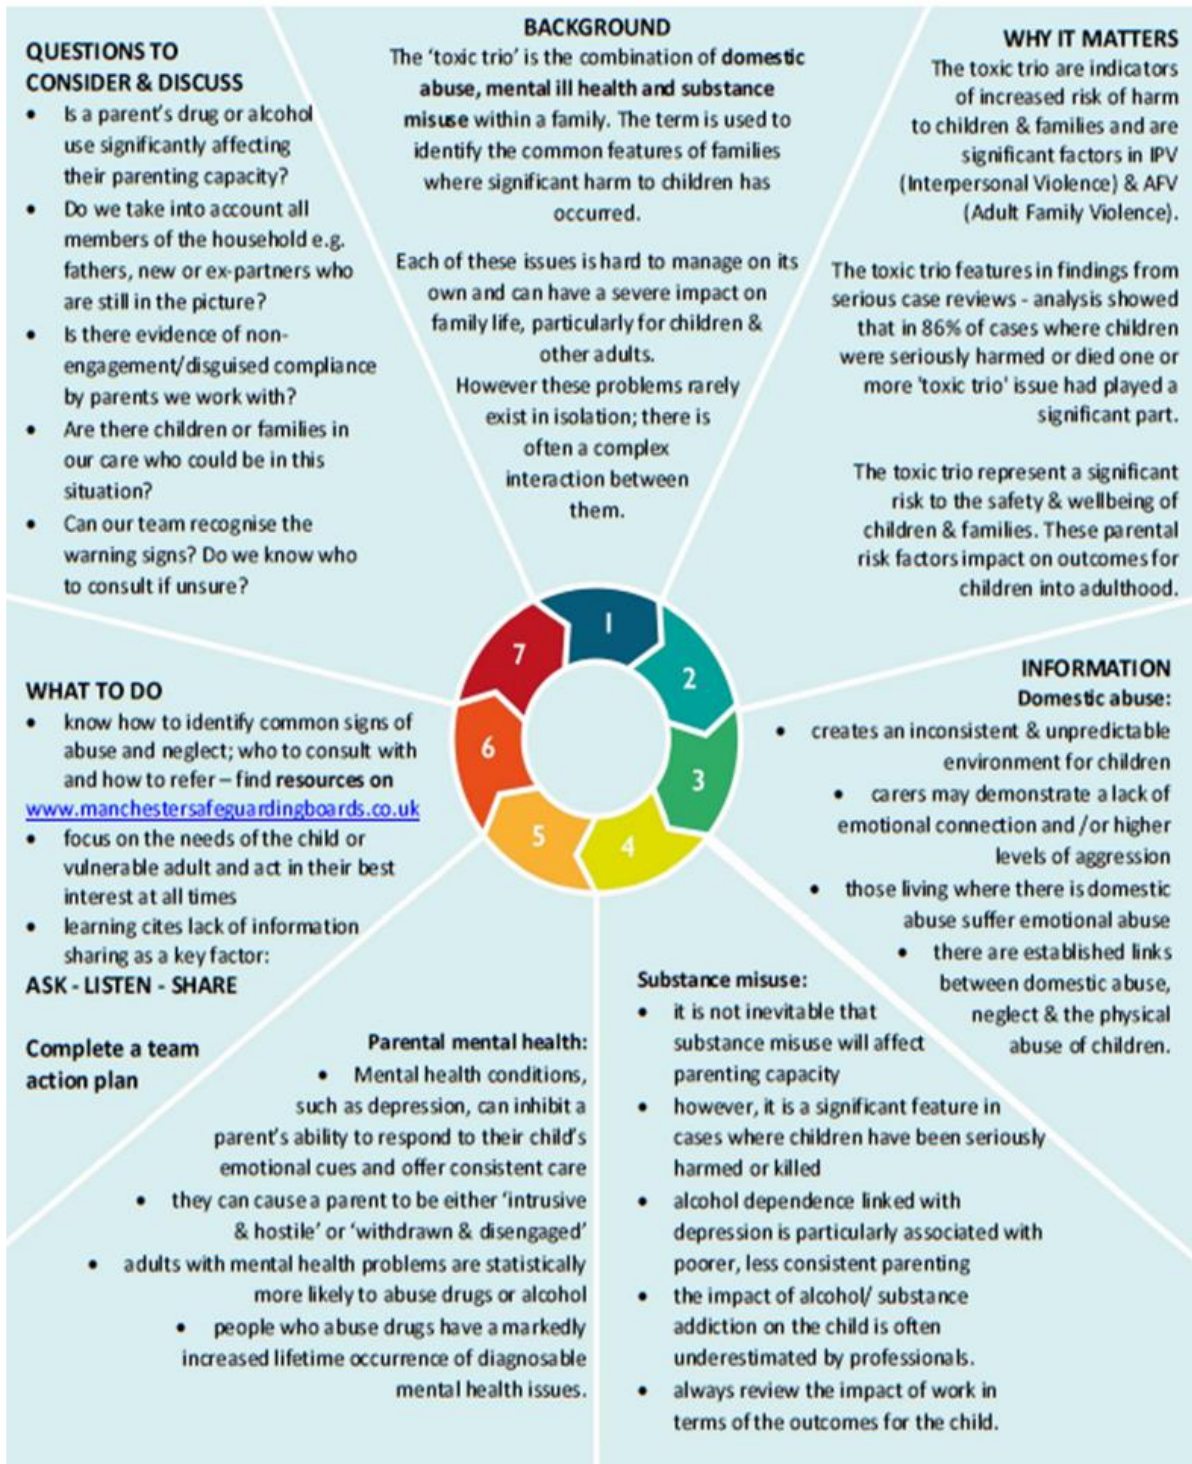 BACKGROUND
The ‘toxic trio’ is the combination of domestic
abuse, mental ill health and substance
misuse within a family. The term is used to
identify the common features of families
where significant harm to children has
occurred.
Each of these issues is hard to manage on its
own and can have a severe impact on
family life, particularly for children &
other adults.
However these problems rarely
exist in isolation; there is
often a complex
interaction between
them.
WHY IT MATTERS
The toxic trio are indicators
of increased risk of harm
to children & families and are
significant factors in IPV
(Interpersonal Violence) & AFV
(Adult Family Violence).
The toxic trio features in findings from
serious case reviews - analysis showed
that in 86% of cases where children
were seriously harmed or died one or
more 'toxic trio' issue had played a
significant part.
The toxic trio represent a significant
risk to the safety & wellbeing of
children & families. These parental
risk factors impact on outcomes for
children into adulthood.
INFORMATION
Domestic abuse:
• creates an inconsistent & unpredictable
environment for children
• carers may demonstrate a lack of
emotional connection and /or higher
levels of aggression
• those living where there is domestic
abuse suffer emotional abuse
• there are established links
between domestic abuse,
neglect & the physical
abuse of children.
Substance misuse:
• it is not inevitable that
substance misuse will affect
parenting capacity
• however, it is a significant feature in
cases where children have been seriously
harmed or killed
• alcohol dependence linked with
depression is particularly associated with
poorer, less consistent parenting
• the impact of alcohol/ substance
addiction on the child is often
underestimated by professionals.
• always review the impact of work in
terms of the outcomes for the child.
Parental mental health:
• Mental health conditions,
such as depression, can inhibit a
parent’s ability to respond to their child’s
emotional cues and offer consistent care
• they can cause a parent to be either ‘intrusive
& hostile’ or ‘withdrawn & disengaged’
• adults with mental health problems are statistically
more likely to abuse drugs or alcohol
• people who abuse drugs have a markedly
increased lifetime occurrence of diagnosable
mental health issues.
WHAT TO DO
• know how to identify common signs of
abuse and neglect; who to consult with
and how to refer – find resources on
www.manchestersafeguardingboards.co.uk
• focus on the needs of the child or
vulnerable adult and act in their best
interest at all times
• learning cites lack of information
sharing as a key factor:
ASK - LISTEN - SHARE
Complete a team
action plan
QUESTIONS TO
CONSIDER & DISCUSS
• Is a parent’s drug or alcohol
use significantly affecting
their parenting capacity?
• Do we take into account all
members of the household e.g.
fathers, new or ex-partners who
are still in the picture?
• Is there evidence of non-
engagement/disguised compliance
by parents we work with?
• Are there children or families in
our care who could be in this
situation?
• Can our team recognise the
warning signs? Do we know who
to consult if unsure?
1
2
3
4
5
6
7